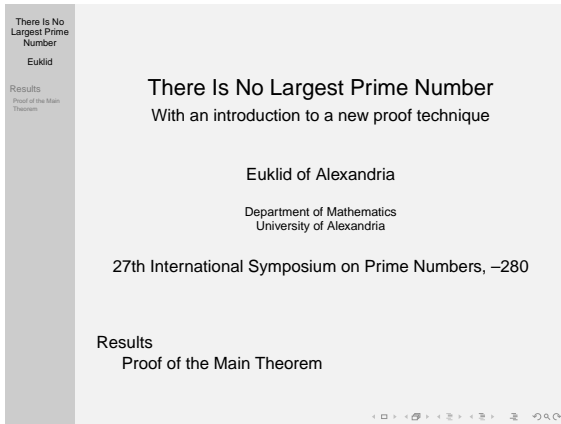 There Is No
Largest Prime
Number
Euklid
Results
Proof of the Main
Theorem
There Is No Largest Prime Number
With an introduction to a new proof technique
Euklid of Alexandria
Department of Mathematics
University of Alexandria
27th International Symposium on Prime Numbers, –280
Results
Proof of the Main Theorem